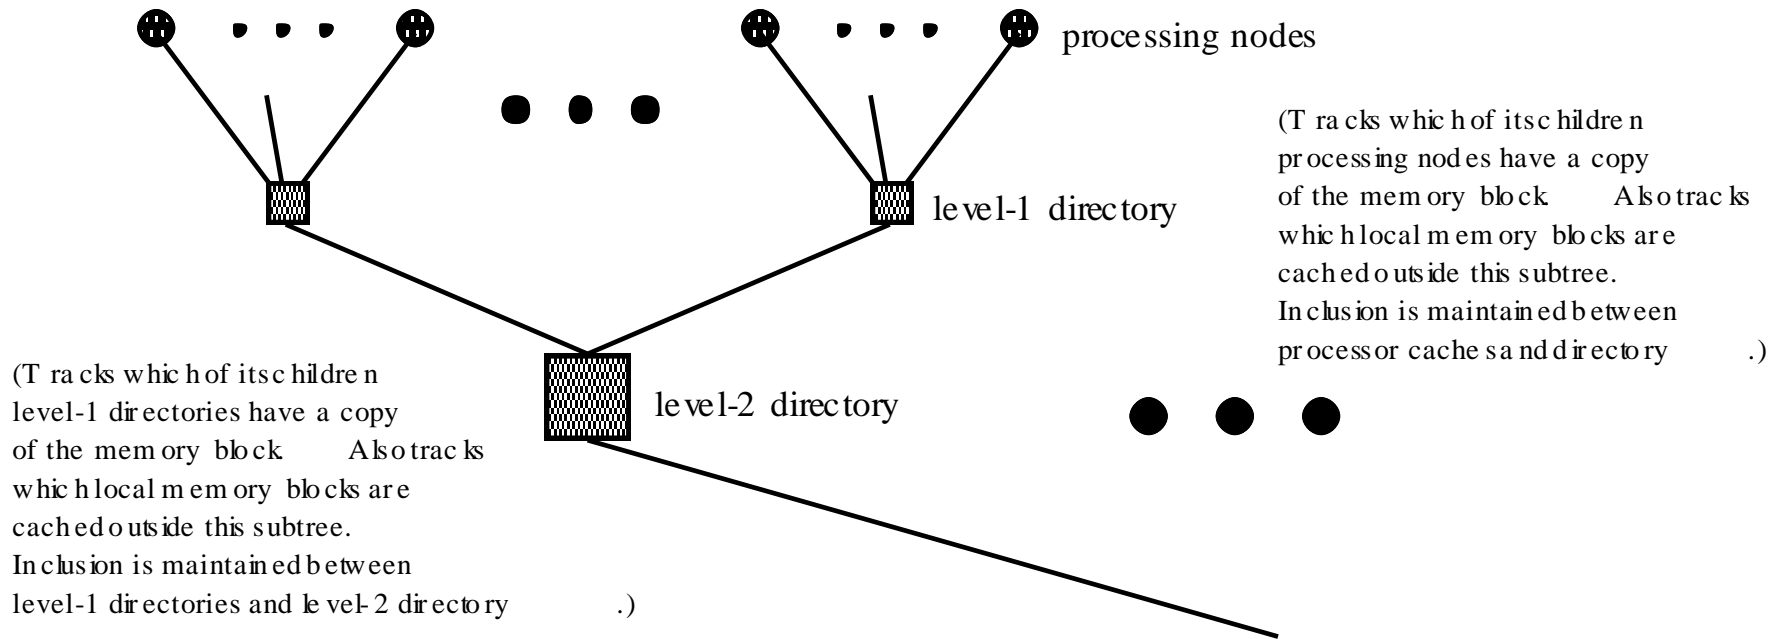 processing nodes
(Tracks which of its children
processing nodes have a copy
of the memory block. Also tracks
which local memory blocks are
cached outside this subtree.
Inclusion is maintained between
processor caches and directory .)
level-1 directory
level-2 directory
(Tracks which of its children
level-1 directories have a copy
of the memory block. Also tracks
which local memory blocks are
cached outside this subtree.
Inclusion is maintained between
level-1 directories and level-2 directory .)